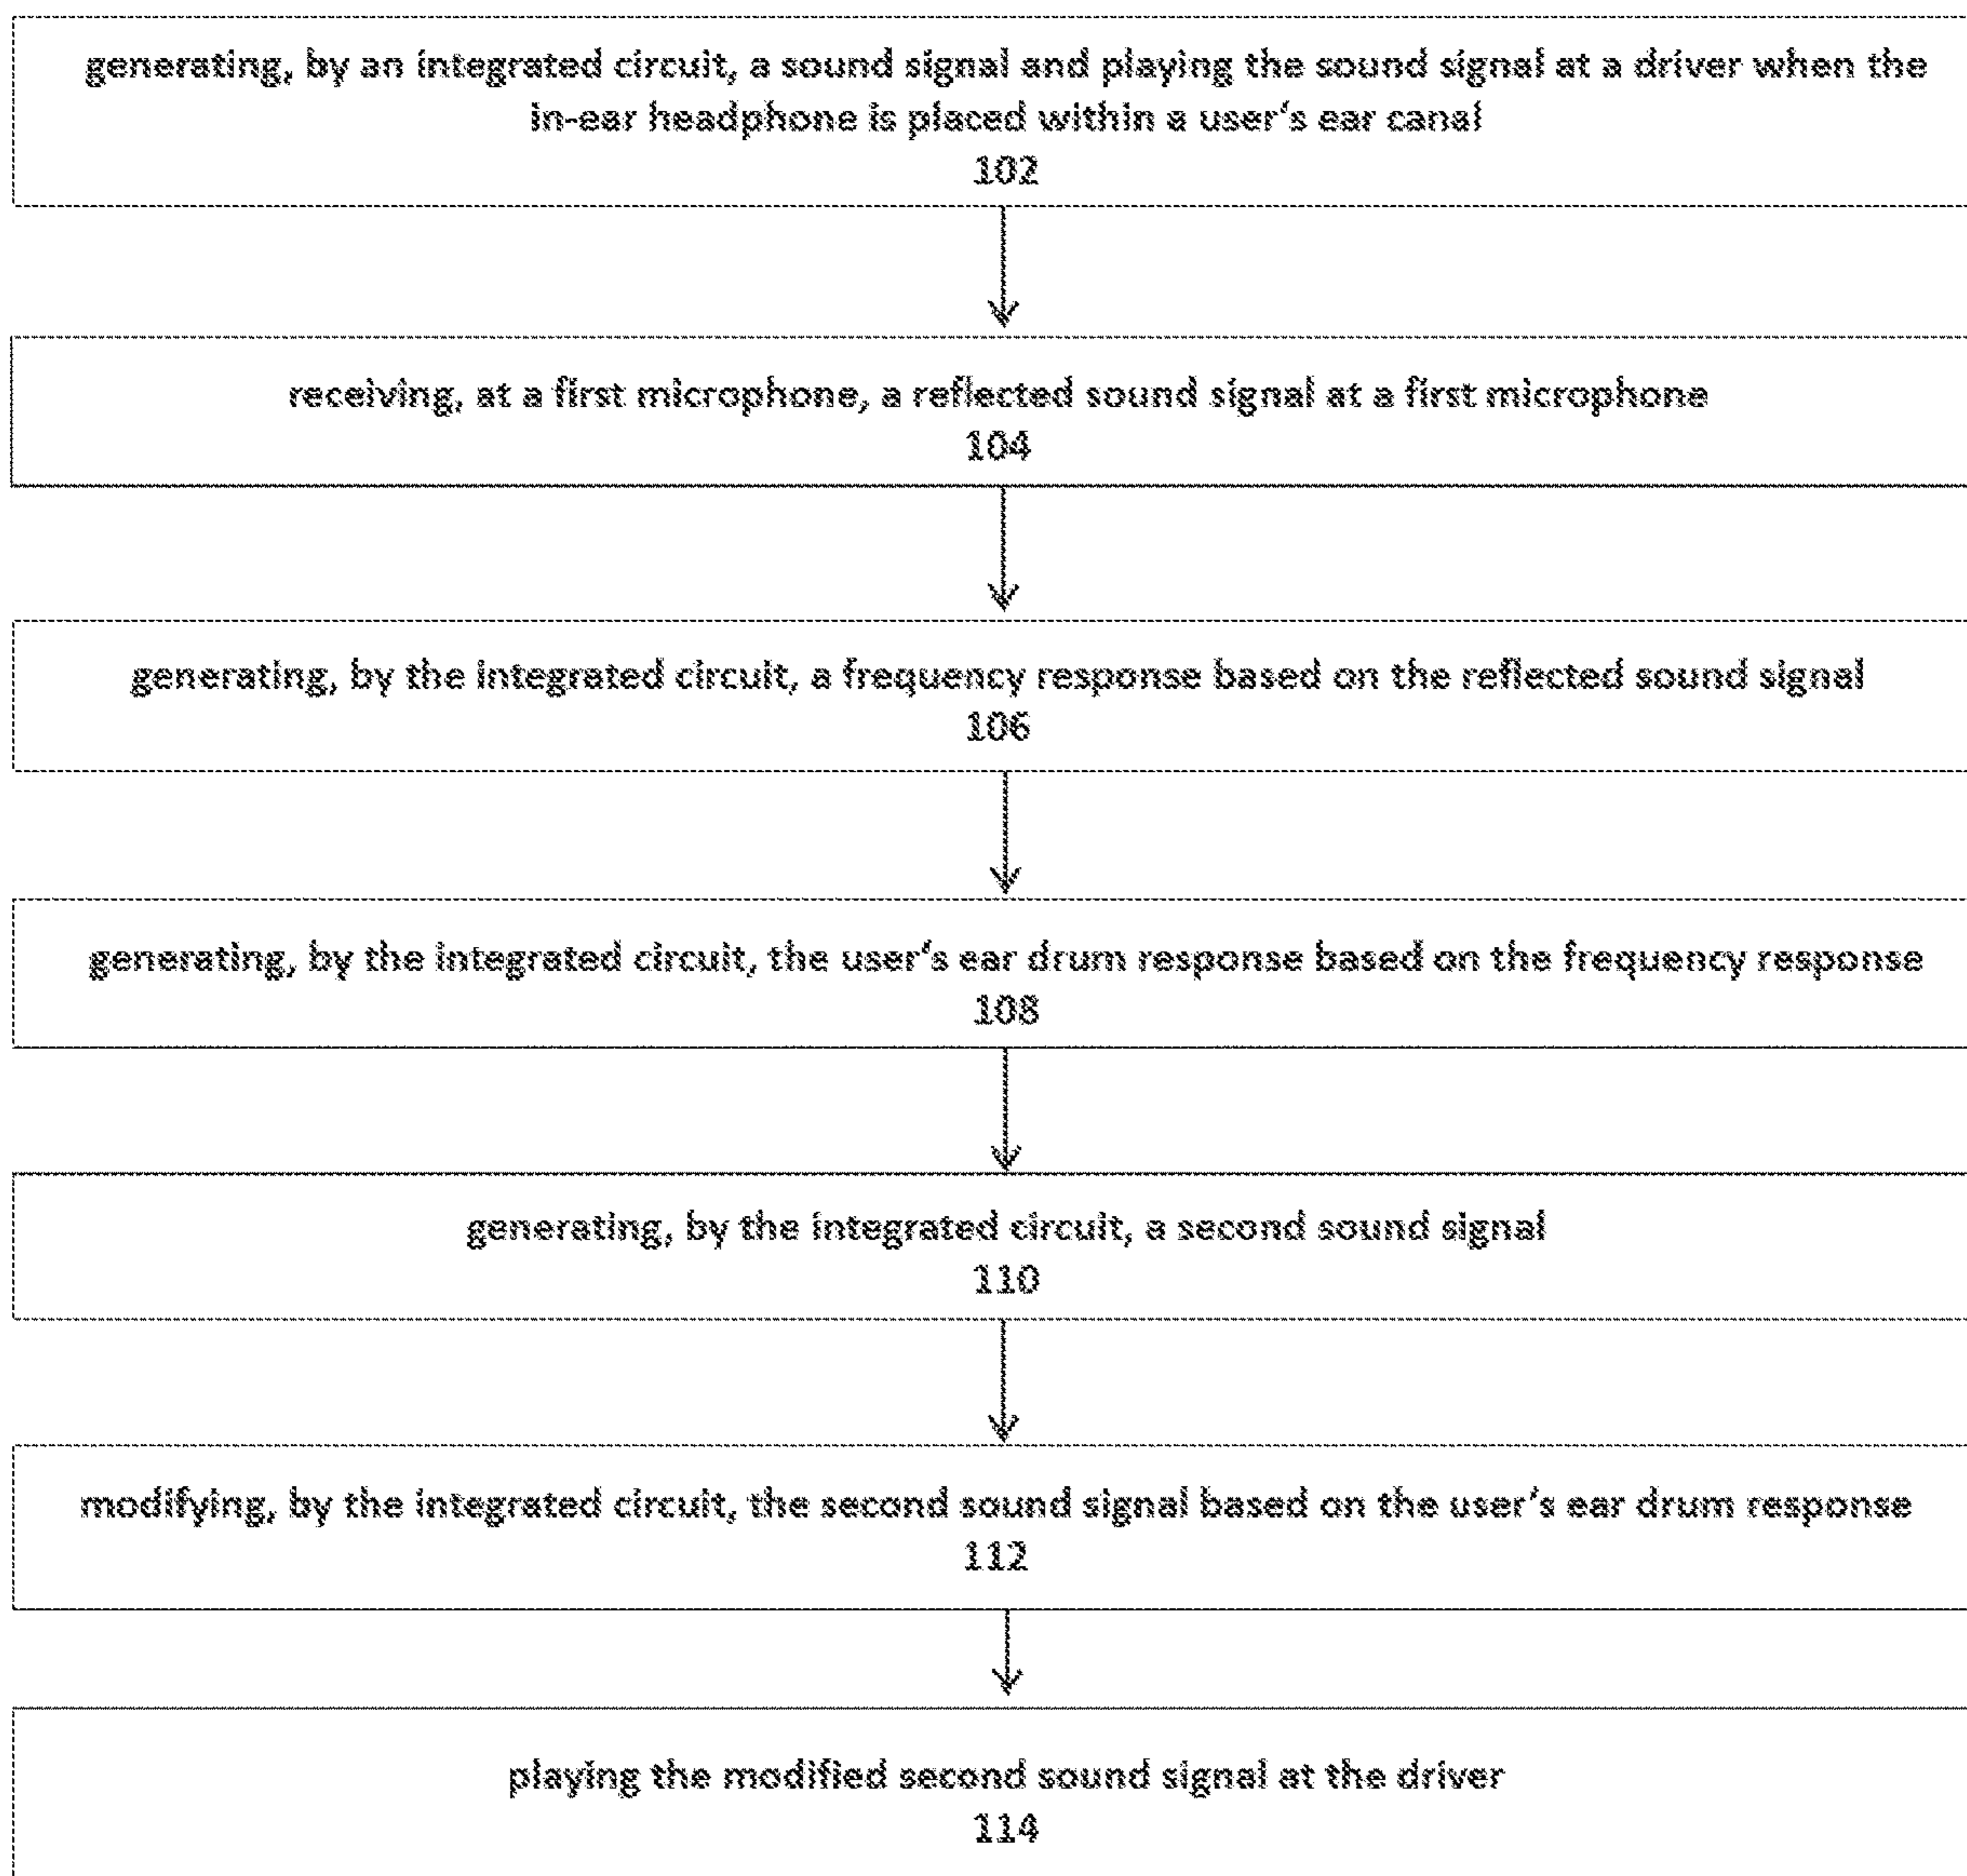 generating, by an integrated circuit, a sound signal and playing the sound signal at a driver when the
in-ear headphone is placed within a user's ear canal
102
receiving, at a first microphone, a reflected sound signal at a first microphone
104
generating, by the integrated circuit, a frequency response based on the reflected sound signal
106
generating, by the integrated circuit, the user's ear drum response based on the frequency response
108
generating, by the integrated circuit, a second sound signal
110
modifying, by the integrated circuit, the second sound signal based on the user's ear drum response
112
playing the modified second sound signal at the driver
114